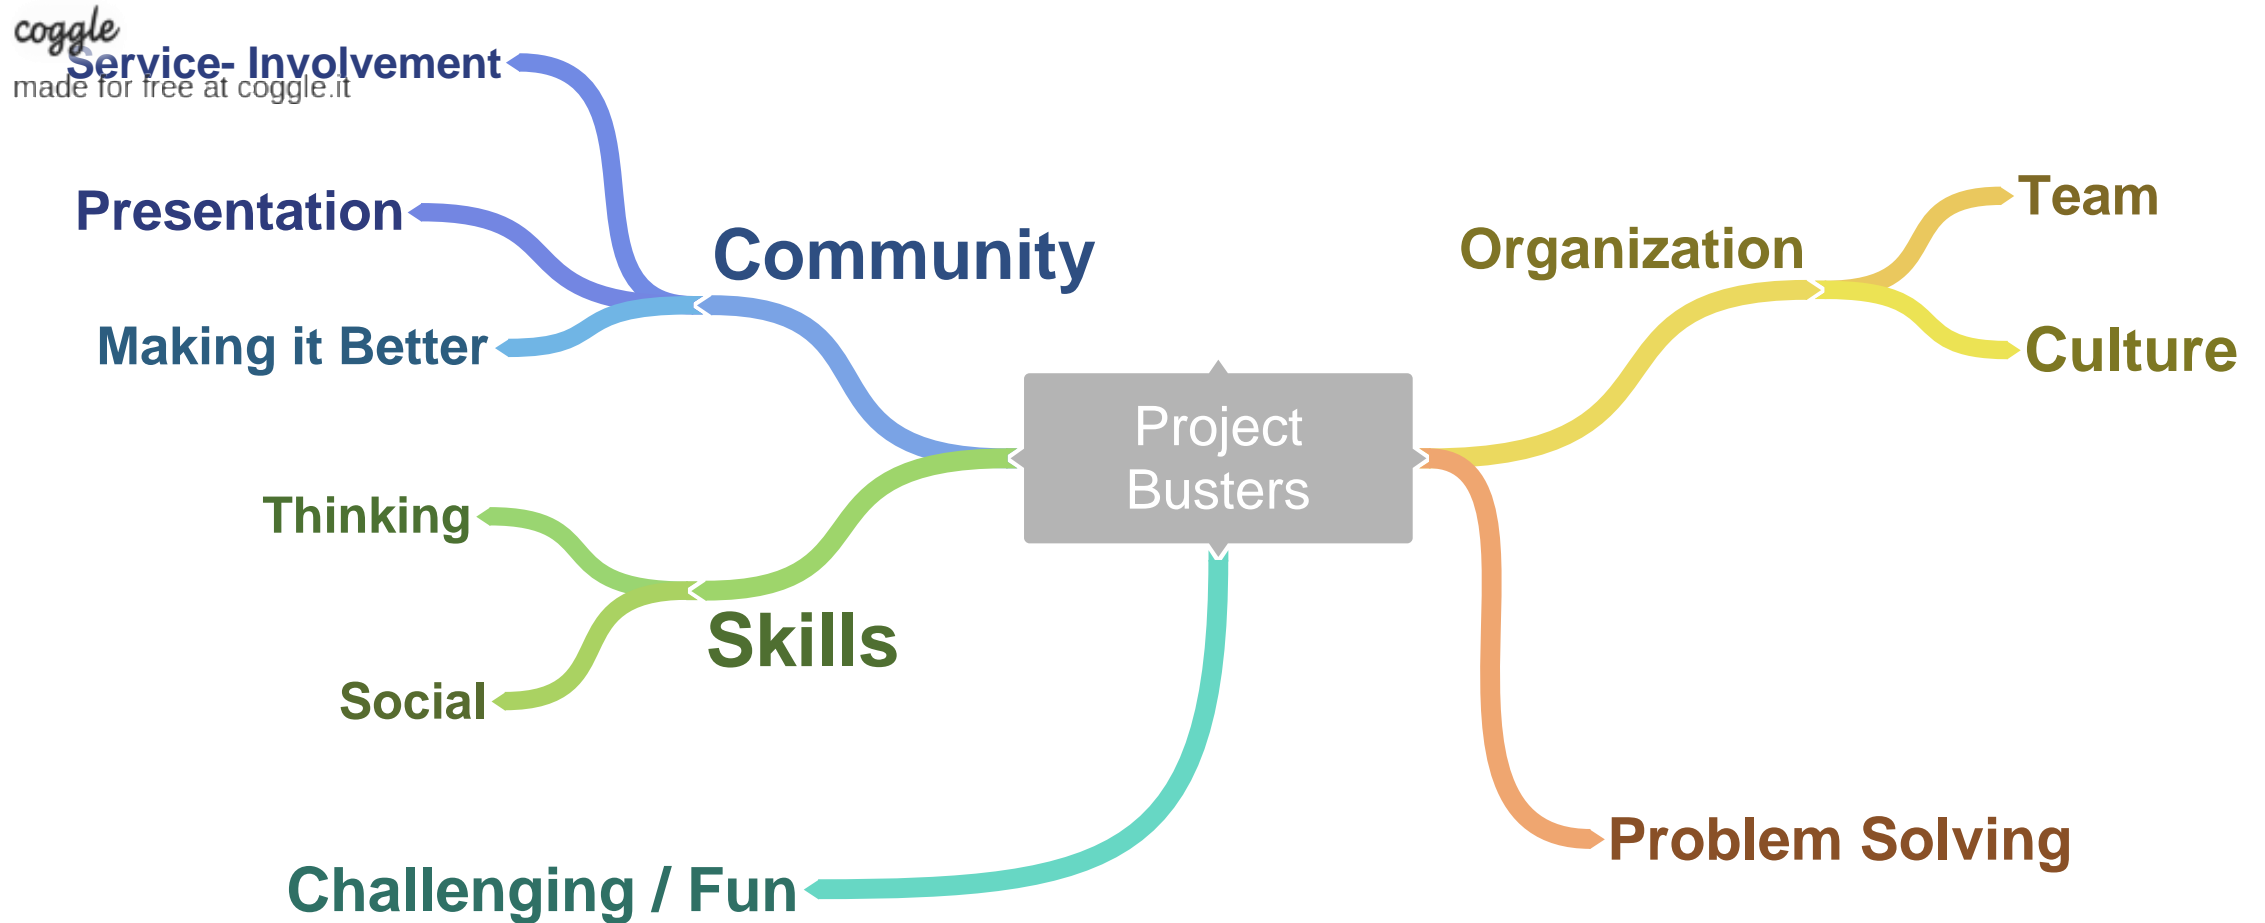 coggle
made for free at coggle.it
Service- Involvement
Presentation
Making it Better
Community
Thinking
Social
Skills
Challenging / Fun
Project
Busters
Organization
Team
Culture
Problem Solving